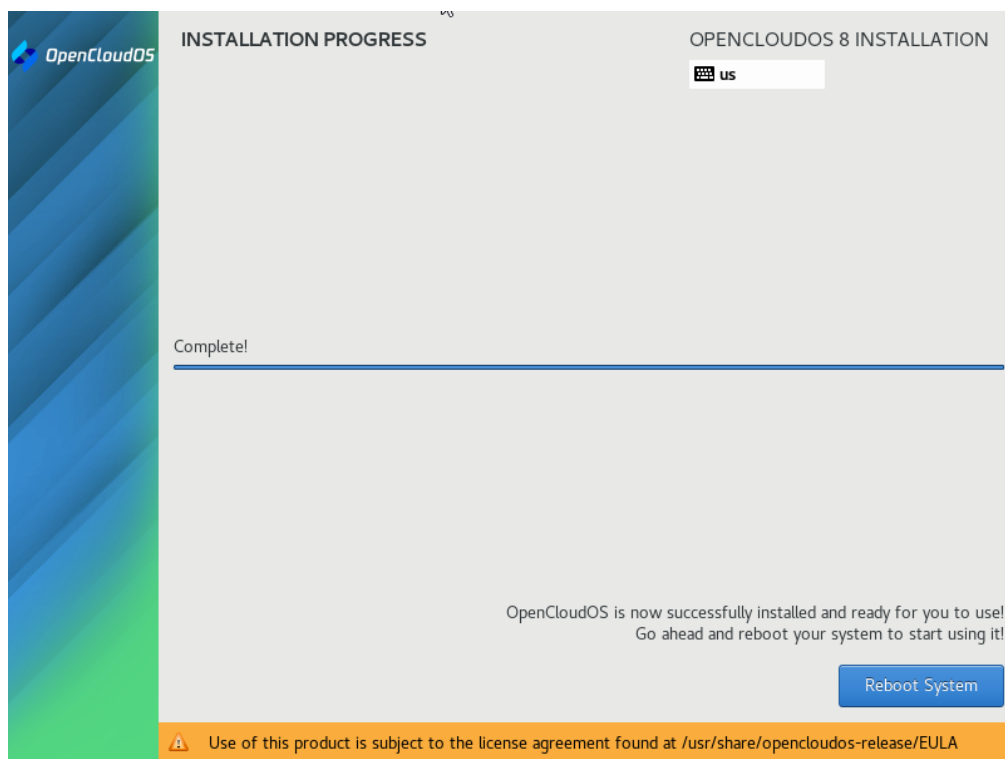 OpenCloudOS
INSTALLATION PROGRESS
OPENCLOUDOS 8 INSTALLATION
us
Complete!
OpenCloudOS is now successfully installed and ready for you to use!
Go ahead and reboot your system to start using it!
Reboot System
Use of this product is subject to the license agreement found at /usr/share/opencloudos-release/EULA